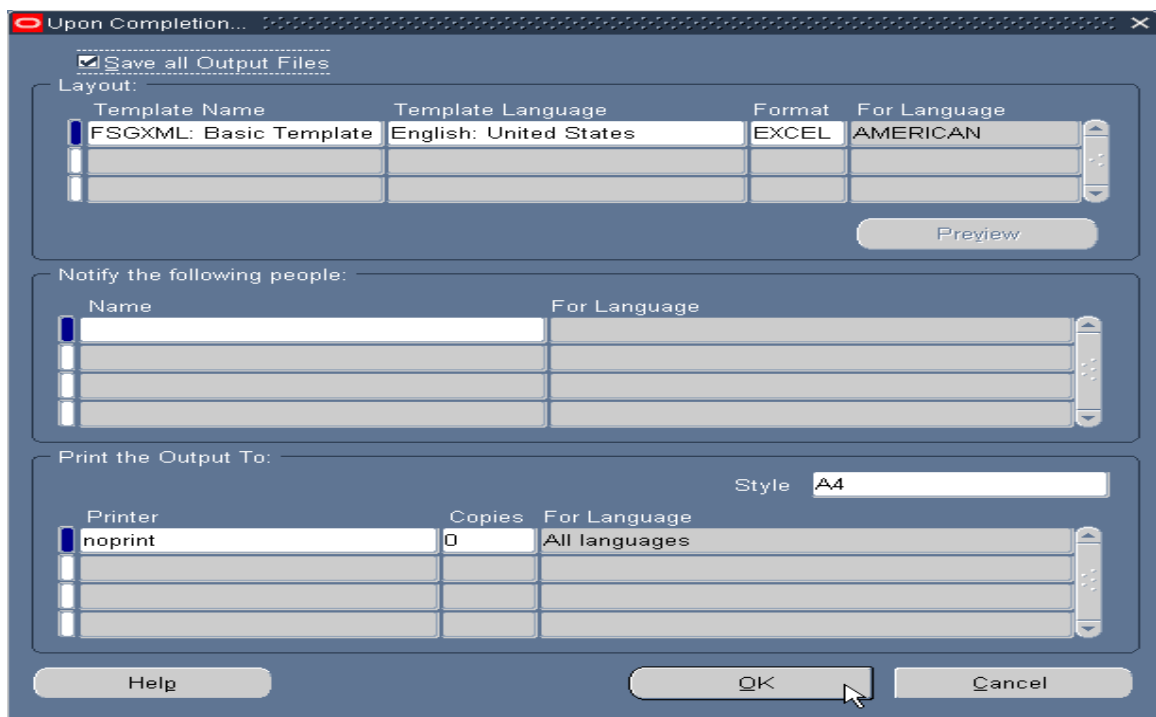 Upon Completion...
Save all Output Files
Layout:
Template Name Template Language Format For Language
FSGXML: Basic Template English: United States EXCEL AMERICAN
Preview
Notify the following people:
Name For Language
Print the Output To:
Style A4
Printer Copies For Language
noprint 0 All languages
Help OK Cancel